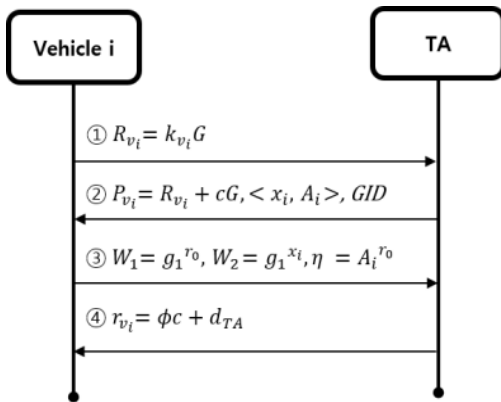 Vehicle i
TA
① R_{v_i} = k_{v_i}G
② P_{v_i} = R_{v_i} + cG, < x_i, A_i >, GID
③ W_1 = g_1^{r_0}, W_2 = g_1^{x_i}, η = A_i^{r_0}
④ r_{v_i} = ϕc + d_{TA}